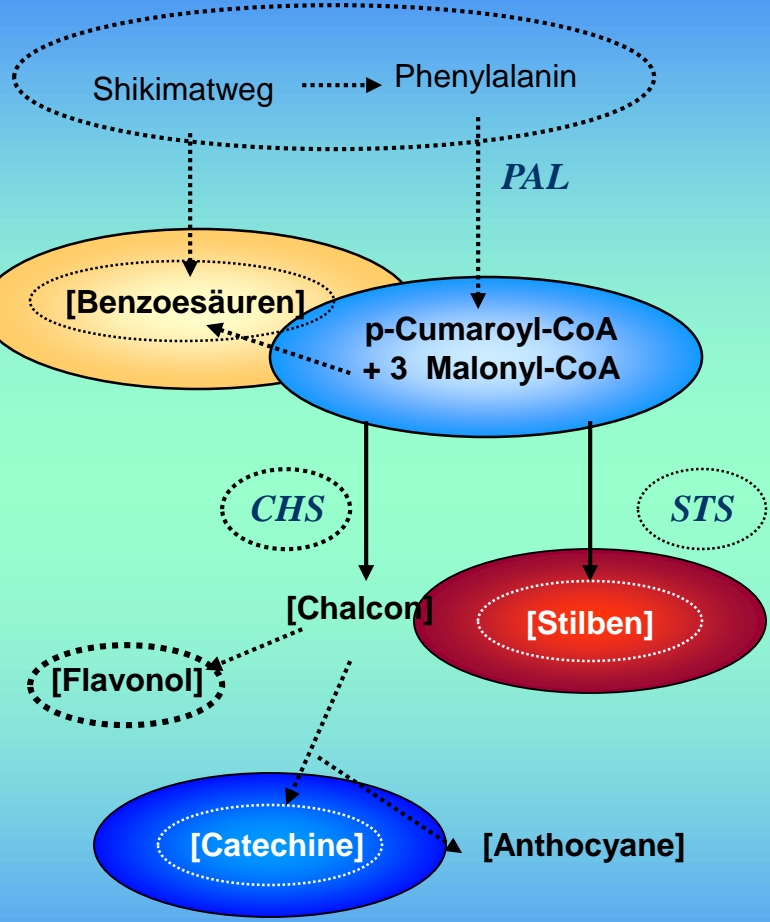 Shikimatweg
Phenylalanin
PAL
[Benzoesäuren]
p-Cumaroyl-CoA
+ 3 Malonyl-CoA
CHS
STS
[Chalcon]
[Stilben]
[Flavonol]
[Catechine]
[Anthocyane]